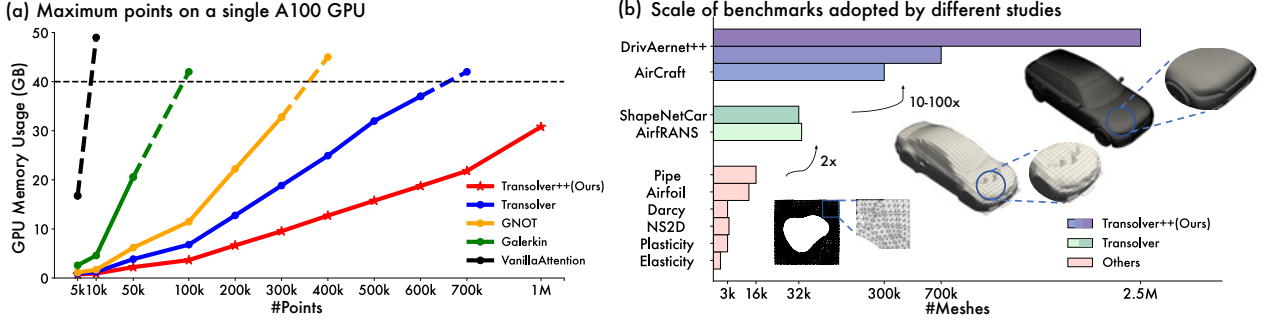 (a) Maximum points on a single A100 GPU
GPU Memory Usage (GB)
50
40
30
20
10
0
Transolver++(Ours)
Transolver
GNOT
Galerkin
VanillaAttention
5k 10k 50k 100k 200k 300k 400k 500k 600k 700k 1M
#Points
(b) Scale of benchmarks adopted by different studies
DrivAernet++
AirCraft
10-100x
ShapeNetCar
AirfRANS
2x
Pipe
Airfoil
Darcy
NS2D
Plasticity
Elasticity
Transolver++(Ours)
Transolver
Others
3k 16k 32k 300k 700k 2.5M
#Meshes